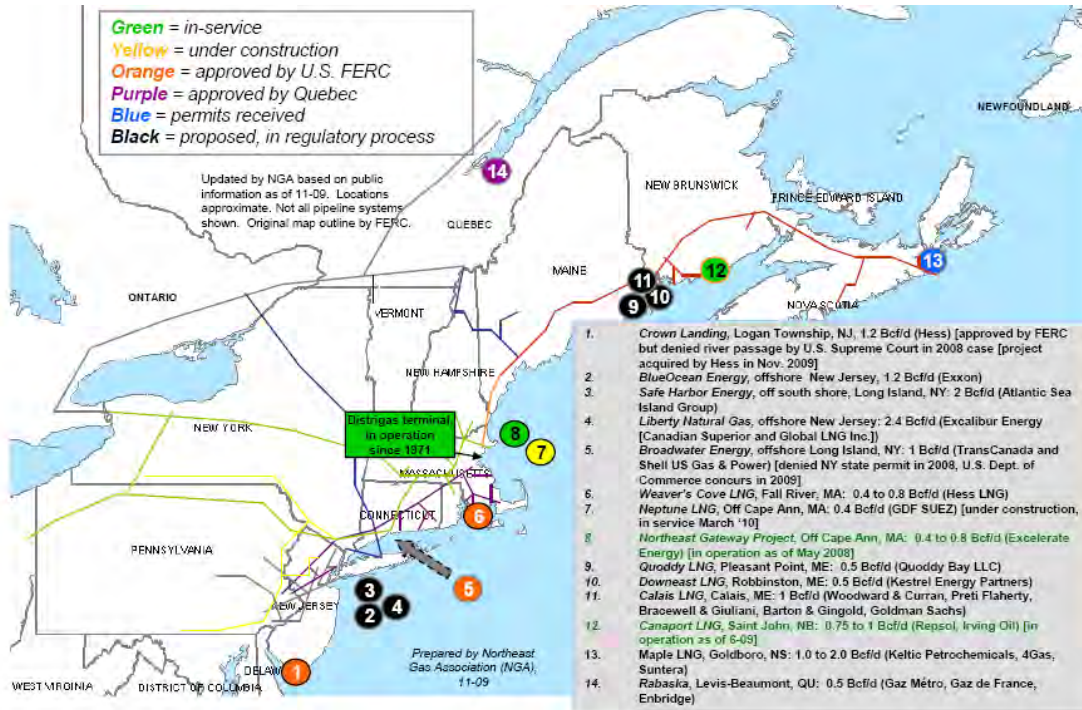 Green = in-service
Yellow = under construction
Orange = approved by U.S. FERC
Purple = approved by Quebec
Blue = permits received
Black = proposed, in regulatory process
Updated by NGA based on public
information as of 11-09. Locations
approximate. Not all pipeline systems
shown. Original map outline by FERC.
NEWFOUNDLAND
14
QUEBEC
NEW BRUNSWICK
PRINCE EDWARD ISLAND
ONTARIO
MAINE
11
10
9
12
13
NOVA SCOTIA
VERMONT
NEW HAMPSHIRE
NEW YORK
Distrigas terminal
in operation
since 1971
8
7
MASSACHUSETTS
CONNECTICUT
6
PENNSYLVANIA
5
NEW JERSEY
3
4
2
DELAW
1
WEST VIRGINIA
DISTRICT OF COLUMBIA
Prepared by Northeast
Gas Association (NGA),
11-09
1. Crown Landing, Logan Township, NJ, 1.2 Bcf/d (Hess) [approved by FERC
but denied river passage by U.S. Supreme Court in 2008 case [project
acquired by Hess in Nov. 2009]
2. BlueOcean Energy, offshore New Jersey, 1.2 Bcf/d (Exxon)
3. Safe Harbor Energy, off south shore, Long Island, NY: 2 Bcf/d (Atlantic Sea
Island Group)
4. Liberty Natural Gas, offshore New Jersey: 2.4 Bcf/d (Excalibur Energy
[Canadian Superior and Global LNG Inc.])
5. Broadwater Energy, offshore Long Island, NY: 1 Bcf/d (TransCanada and
Shell US Gas & Power) [denied NY state permit in 2008, U.S. Dept. of
Commerce concurs in 2009]
6. Weaver's Cove LNG, Fall River, MA: 0.4 to 0.8 Bcf/d (Hess LNG)
7. Neptune LNG, Off Cape Ann, MA: 0.4 Bcf/d (GDF SUEZ) [under construction,
in service March '10]
8 Northeast Gateway Project, Off Cape Ann, MA: 0.4 to 0.8 Bcf/d (Excelerate
Energy) [in operation as of May 2008]
9. Quoddy LNG, Pleasant Point, ME: 0.5 Bcf/d (Quoddy Bay LLC)
10. Downeast LNG, Robbinston, ME: 0.5 Bcf/d (Kestrel Energy Partners)
11. Calais LNG, Calais, ME: 1 Bcf/d (Woodward & Curran, Preti Flaherty,
Bracewell & Giuliani, Barton & Gingold, Goldman Sachs)
12. Canaport LNG, Saint John, NB: 0.75 to 1 Bcf/d (Repsol, Irving Oil) [in
operation as of 6-09]
13. Maple LNG, Goldboro, NS: 1.0 to 2.0 Bcf/d (Keltic Petrochemicals, 4Gas,
Suntera)
14. Rabaska, Levis-Beaumont, QU: 0.5 Bcf/d (Gaz Métro, Gaz de France,
Enbridge)